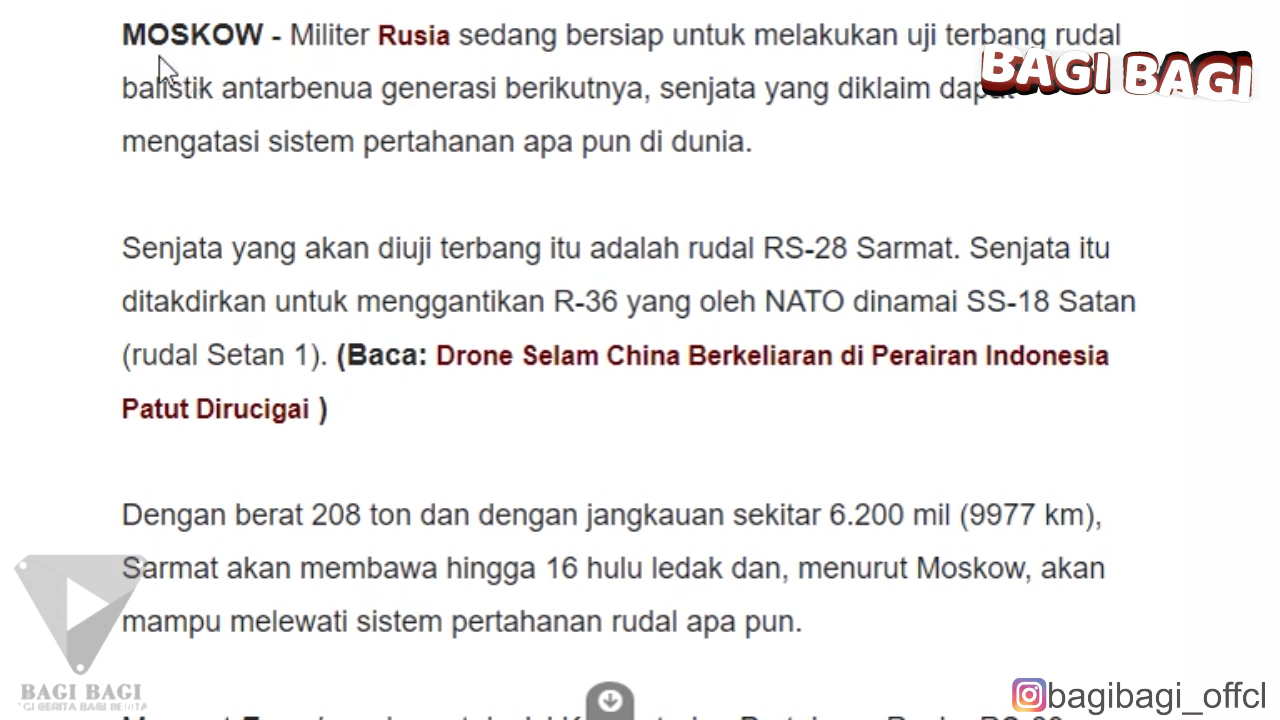 MOSKOW - Militer Rusia sedang bersiap untuk melakukan uji terbang rudal
BAGI BAGI
balistik antarbenua generasi berikutnya, senjata yang diklaim dapat
mengatasi sistem pertahanan apa pun di dunia.
Senjata yang akan diuji terbang itu adalah rudal RS-28 Sarmat. Senjata itu
ditakdirkan untuk menggantikan R-36 yang oleh NATO dinamai SS-18 Satan
(rudal Setan 1). (Baca: Drone Selam China Berkeliaran di Perairan Indonesia
Patut Dirucigai )
Dengan berat 208 ton dan dengan jangkauan sekitar 6.200 mil (9977 km),
Sarmat akan membawa hingga 16 hulu ledak dan, menurut Moskow, akan
mampu melewati sistem pertahanan rudal apa pun.
BAGI BAGI
bagibagi_offcl